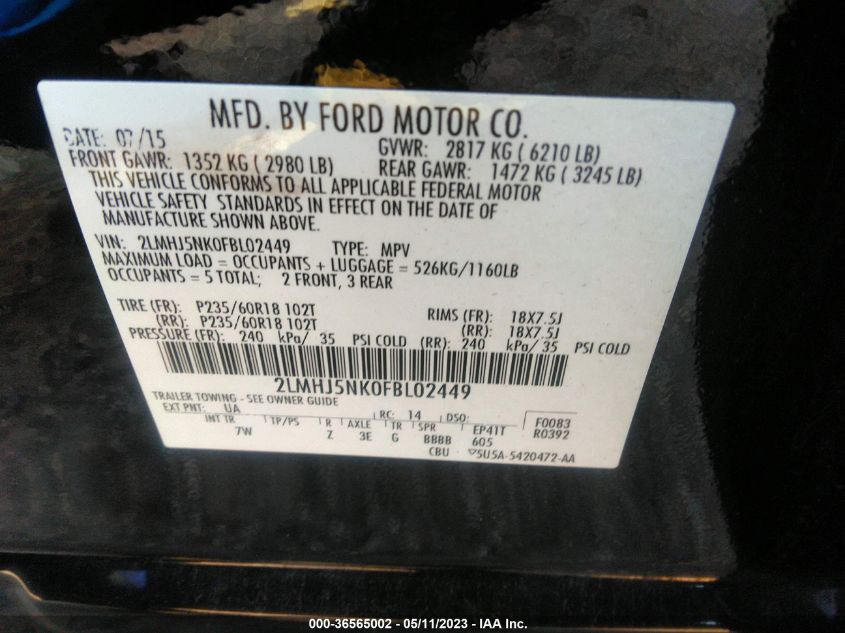 MFD. BY FORD MOTOR CO.
DATE: 07/15 GVWR: 2817 KG ( 6210 LB)
FRONT GAWR: 1352 KG ( 2980 LB) REAR GAWR: 1472 KG ( 3245 LB)
THIS VEHICLE CONFORMS TO ALL APPLICABLE FEDERAL MOTOR
VEHICLE SAFETY STANDARDS IN EFFECT ON THE DATE OF
MANUFACTURE SHOWN ABOVE.
VIN: 2LMHJ5NK0FBL02449 TYPE: MPV
MAXIMUM LOAD = OCCUPANTS + LUGGAGE = 526KG/1160LB
OCCUPANTS = 5 TOTAL; 2 FRONT, 3 REAR
TIRE (FR): P235/60R18 102T RIMS (FR): 18X7.5J
(RR): P235/60R18 102T (RR): 18X7.5J
PRESSURE (FR): 240 kPa/ 35 PSI COLD (RR): 240 kPa/ 35 PSI COLD
2LMHJ5NK0FBL02449
TRAILER TOWING - SEE OWNER GUIDE
EXT PNT: UA RC: 14 DSO: F0083
INT TR TP/PS R AXLE TR SPR EP41T R0392
7W Z 3E G BBBB 605
CBU ▽5U5A-5420472-AA
000-36565002 - 05/11/2023 - IAA Inc.